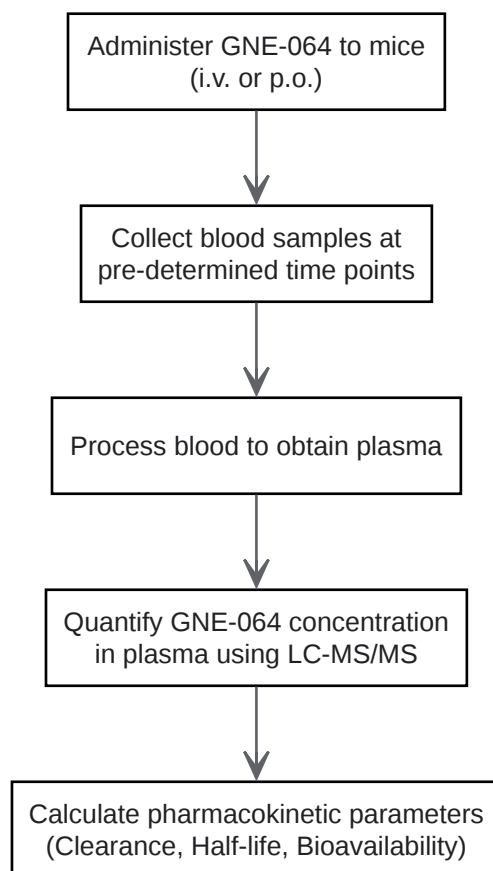 Administer GNE-064 to mice
(i.v. or p.o.)
Collect blood samples at
pre-determined time points
Process blood to obtain plasma
Quantify GNE-064 concentration
in plasma using LC-MS/MS
Calculate pharmacokinetic parameters
(Clearance, Half-life, Bioavailability)